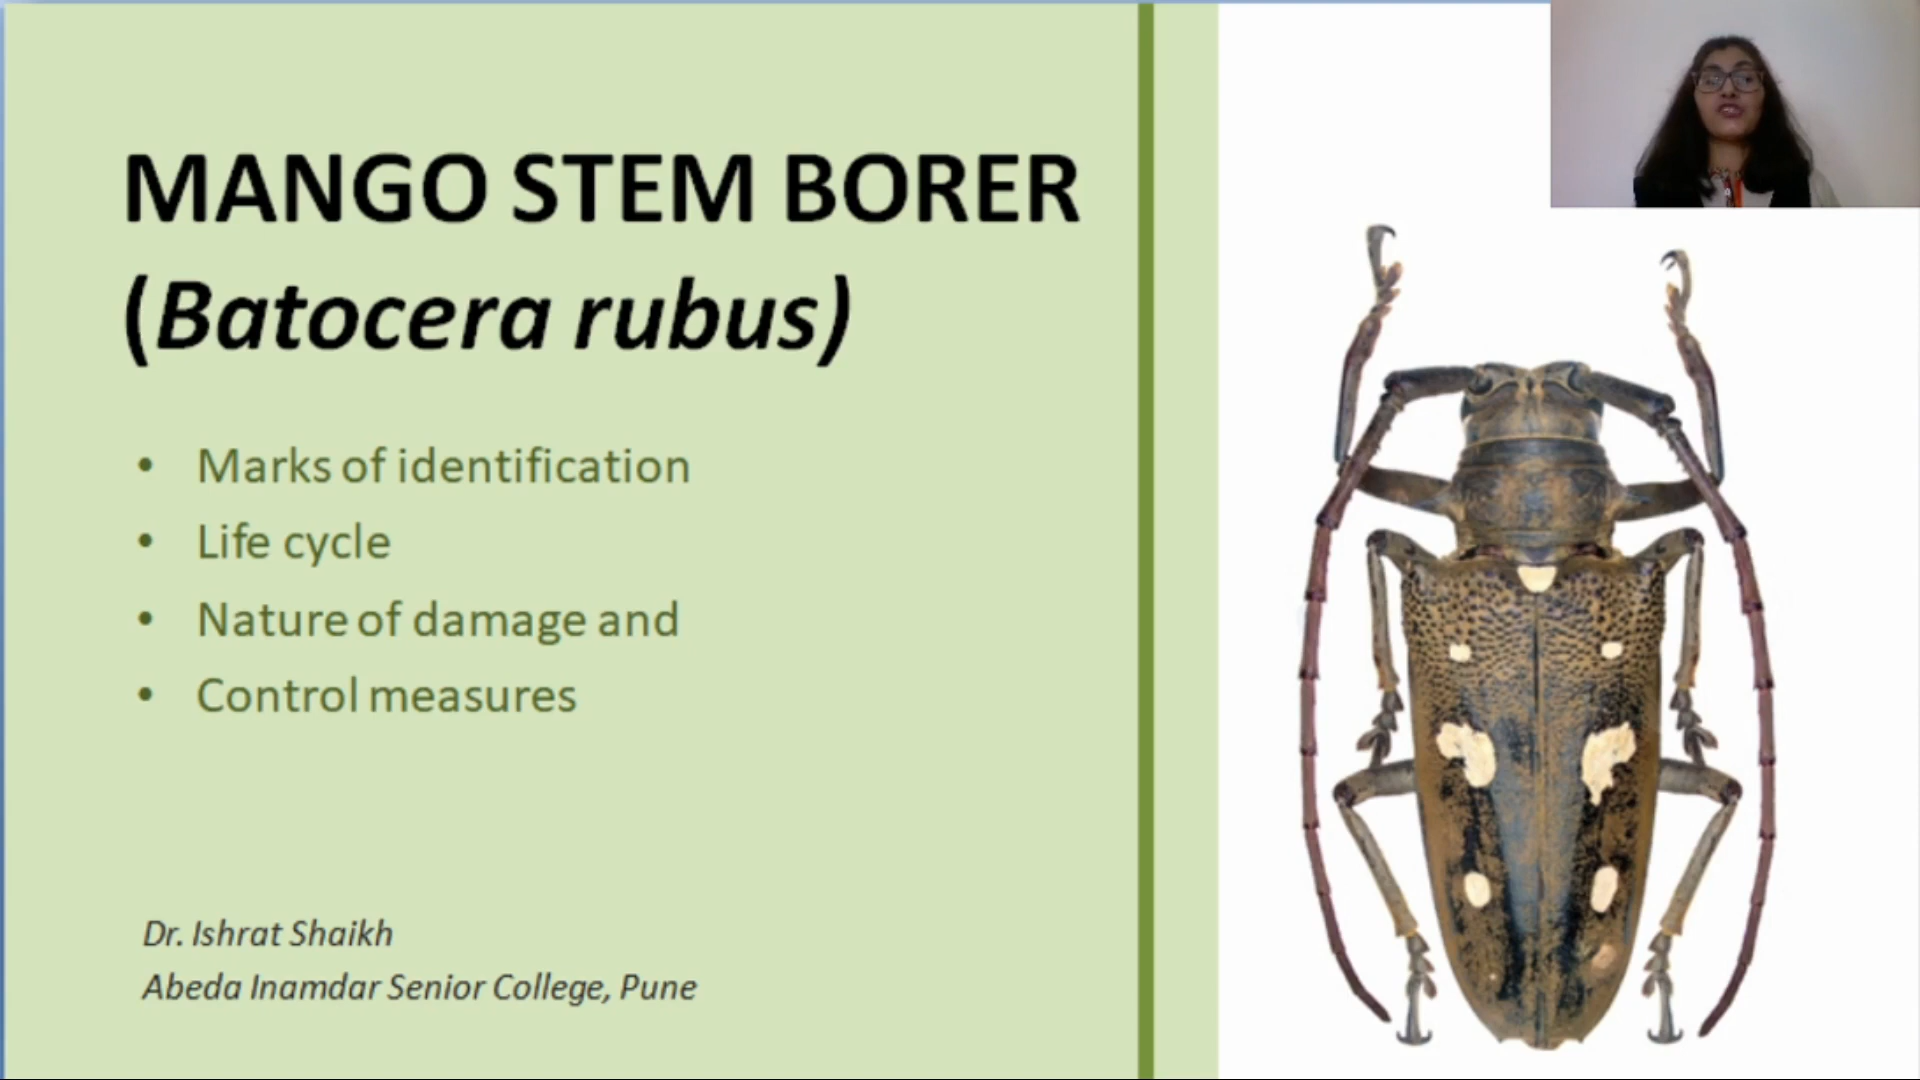 MANGO STEM BORER
(Batocera rubus)
• Marks of identification
• Life cycle
• Nature of damage and
• Control measures
Dr. Ishrat Shaikh
Abeda Inamdar Senior College, Pune